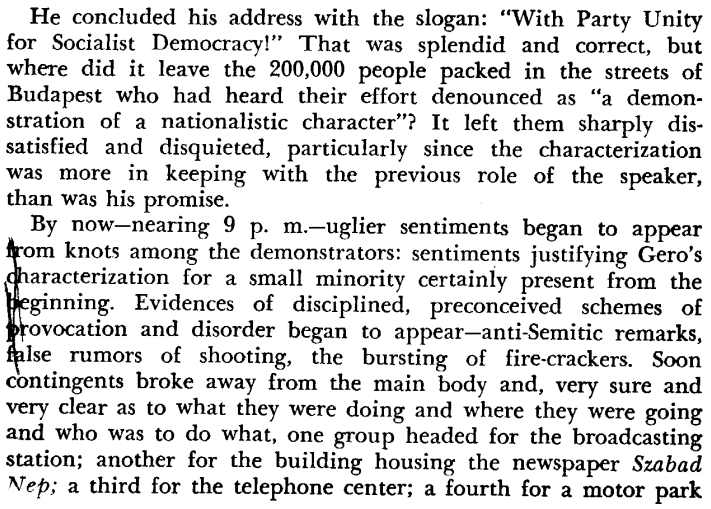 He concluded his address with the slogan: “With Party Unity
for Socialist Democracy!” That was splendid and correct, but
where did it leave the 200,000 people packed in the streets of
Budapest who had heard their effort denounced as “a demon-
stration of a nationalistic character”? It left them sharply dis-
satisfied and disquieted, particularly since the characterization
was more in keeping with the previous role of the speaker,
than was his promise.
By now—nearing 9 p. m.—uglier sentiments began to appear
from knots among the demonstrators: sentiments justifying Gero’s
characterization for a small minority certainly present from the
beginning. Evidences of disciplined, preconceived schemes of
provocation and disorder began to appear—anti-Semitic remarks,
false rumors of shooting, the bursting of fire-crackers. Soon
contingents broke away from the main body and, very sure and
very clear as to what they were doing and where they were going
and who was to do what, one group headed for the broadcasting
station; another for the building housing the newspaper Szabad
Nep; a third for the telephone center; a fourth for a motor park